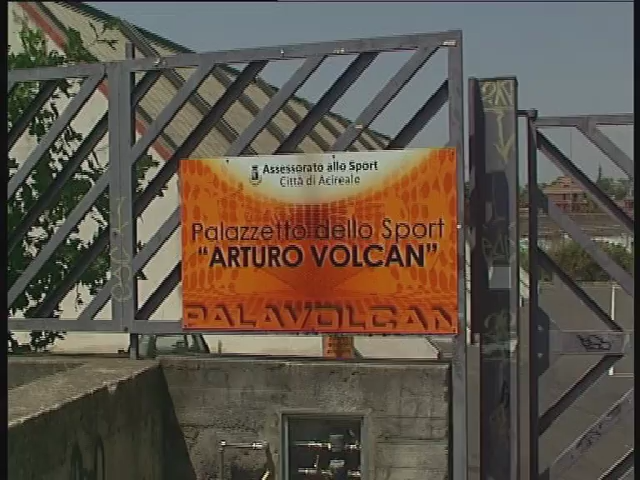 Assessorato allo Sport
Città di Acireale
Palazzetto dello Sport
"ARTURO VOLCAN"
PALAVOLCAN